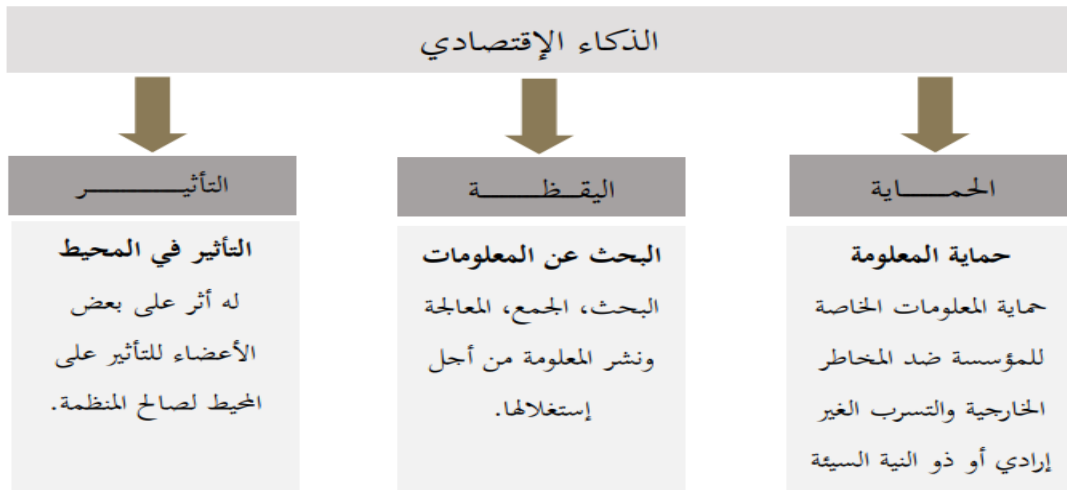 الذكاء الإقتصادي
الحمـــــاية
حماية المعلومة
حماية المعلومات الخاصة
للمؤسسة ضد المخاطر
الخارجية والتسرب الغير
إرادي أو ذو النية السيئة
اليقــظـــــــة
البحث عن المعلومات
البحث، الجمع، المعالجة
ونشر المعلومة من أجل
إستغلالها.
التأثيـــــــــــــر
التأثير في المحيط
له أثر على بعض
الأعضاء للتأثير على
المحيط لصالح المنظمة.